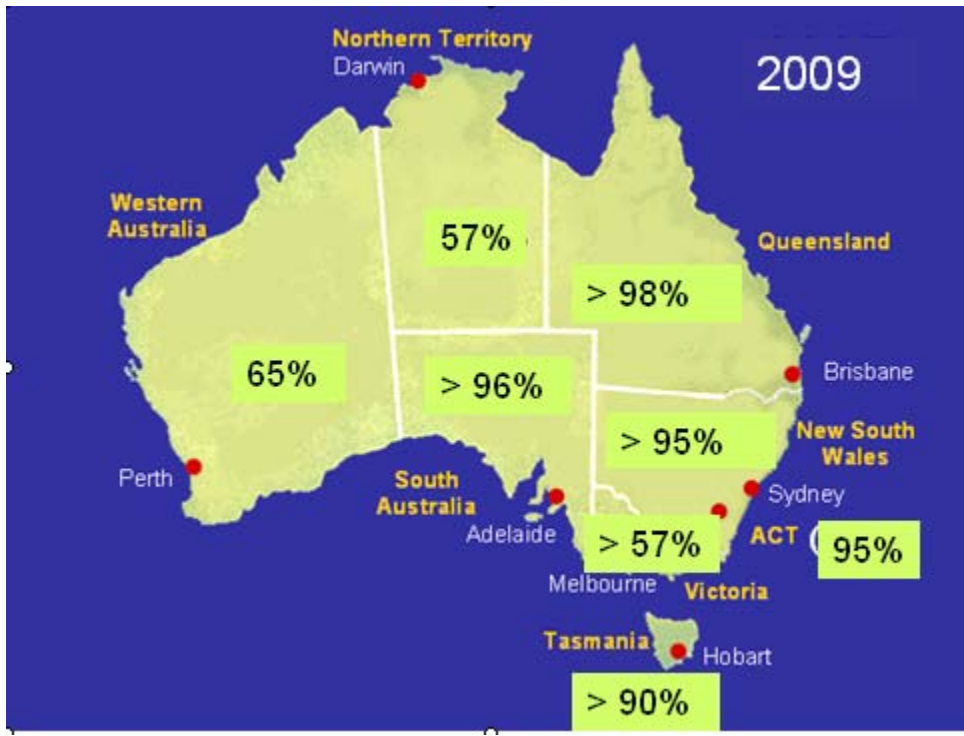 Northern Territory
Darwin
2009
Western
Australia
57%
Queensland
> 98%
65%
> 96%
Brisbane
> 95%
New South
Wales
Perth
South
Australia
Sydney
Adelaide
> 57%
ACT
( 95%
Melbourne
Victoria
Tasmania
Hobart
> 90%